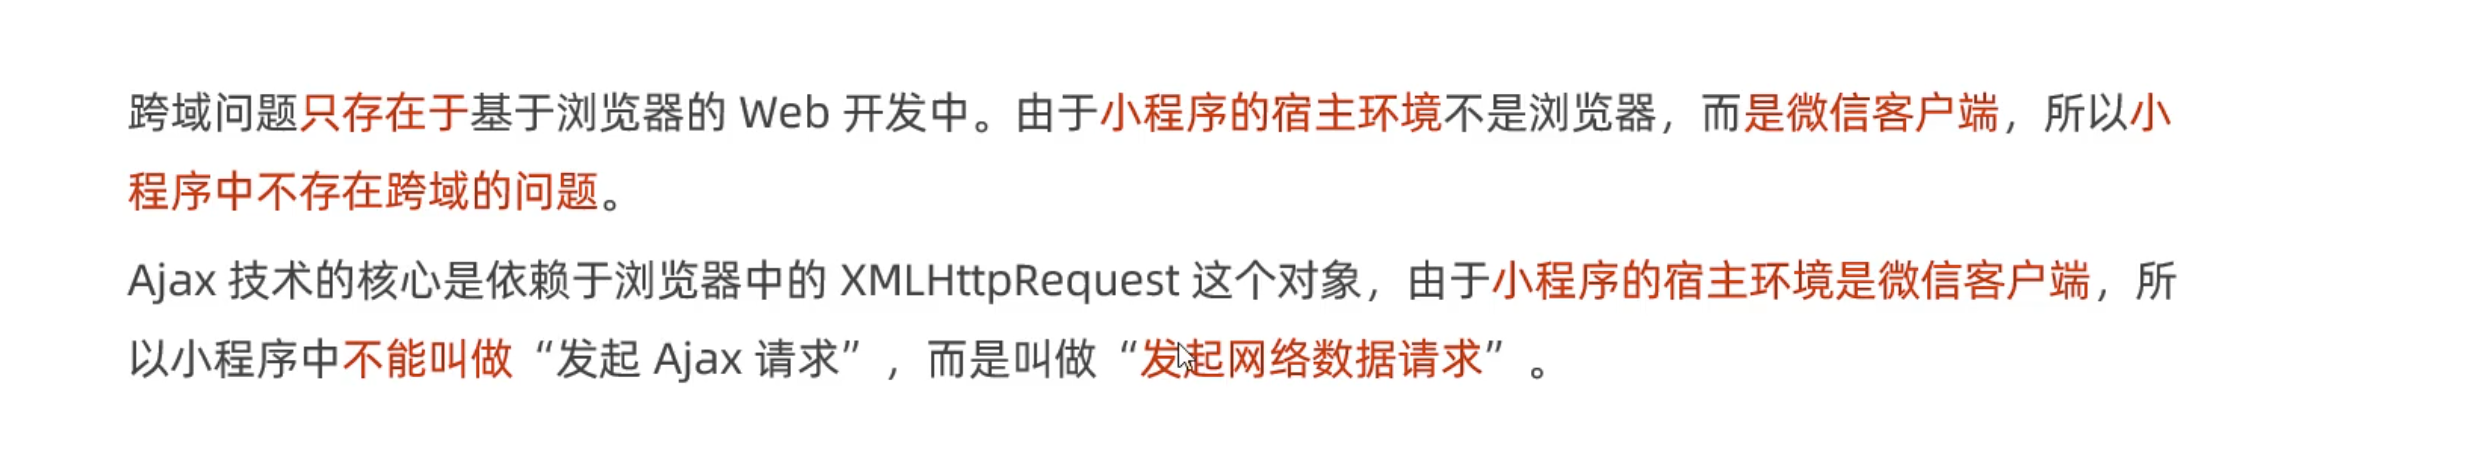 跨域问题只存在于基于浏览器的 Web 开发中。由于小程序的宿主环境不是浏览器，而是微信客户端，所以小
程序中不存在跨域的问题。
Ajax 技术的核心是依赖于浏览器中的 XMLHttpRequest 这个对象，由于小程序的宿主环境是微信客户端，所
以小程序中不能叫做“发起 Ajax 请求”，而是叫做“发起网络数据请求”。